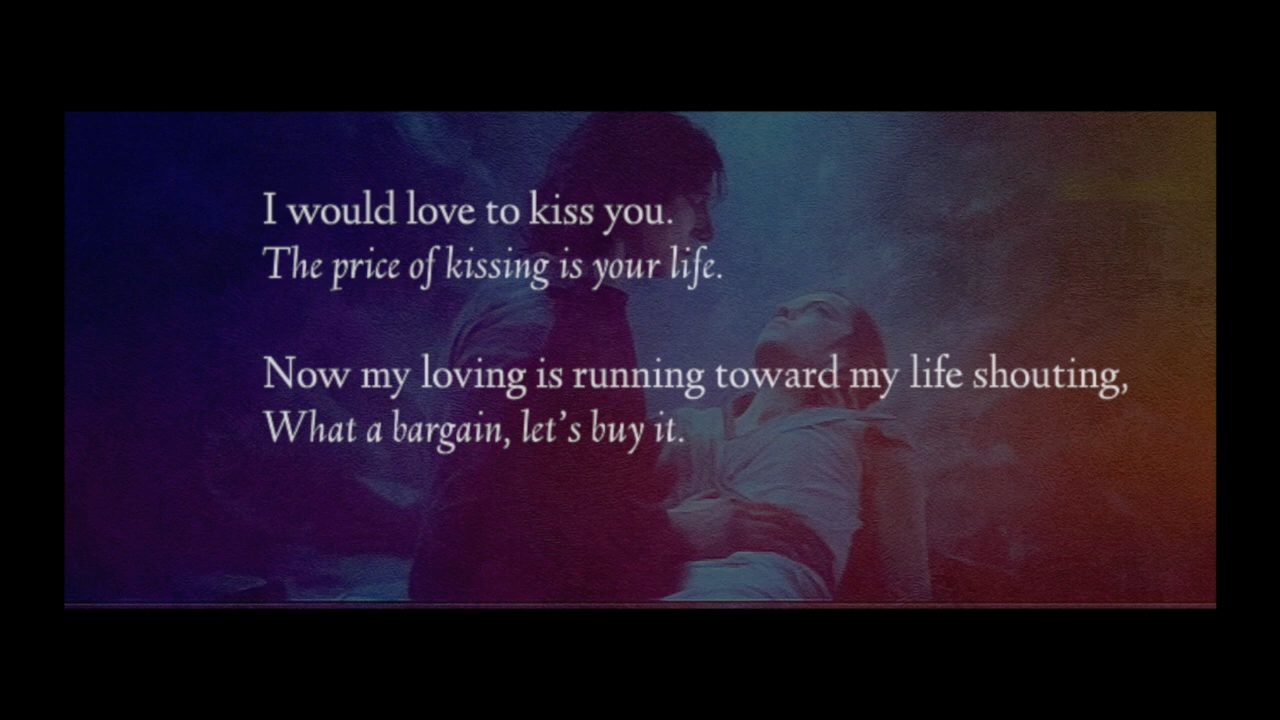 I would love to kiss you.
The price of kissing is your life.
Now my loving is running toward my life shouting,
What a bargain, let’s buy it.